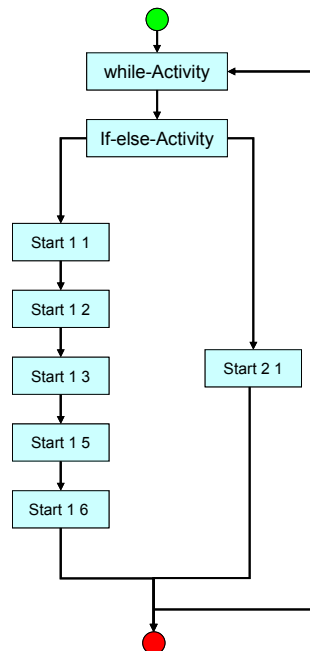 while-Activity
If-else-Activity
Start 1 1
Start 1 2
Start 1 3
Start 2 1
Start 1 5
Start 1 6